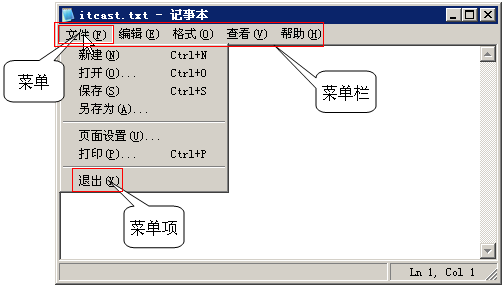 itcast.txt - 记事本
文件(F) 编辑(E) 格式(O) 查看(V) 帮助(H)
新建(N) Ctrl+N
打开(O)... Ctrl+O
保存(S) Ctrl+S
另存为(A)...
页面设置(U)...
打印(P)... Ctrl+P
退出(X)
菜单
菜单栏
菜单项
Ln 1, Col 1